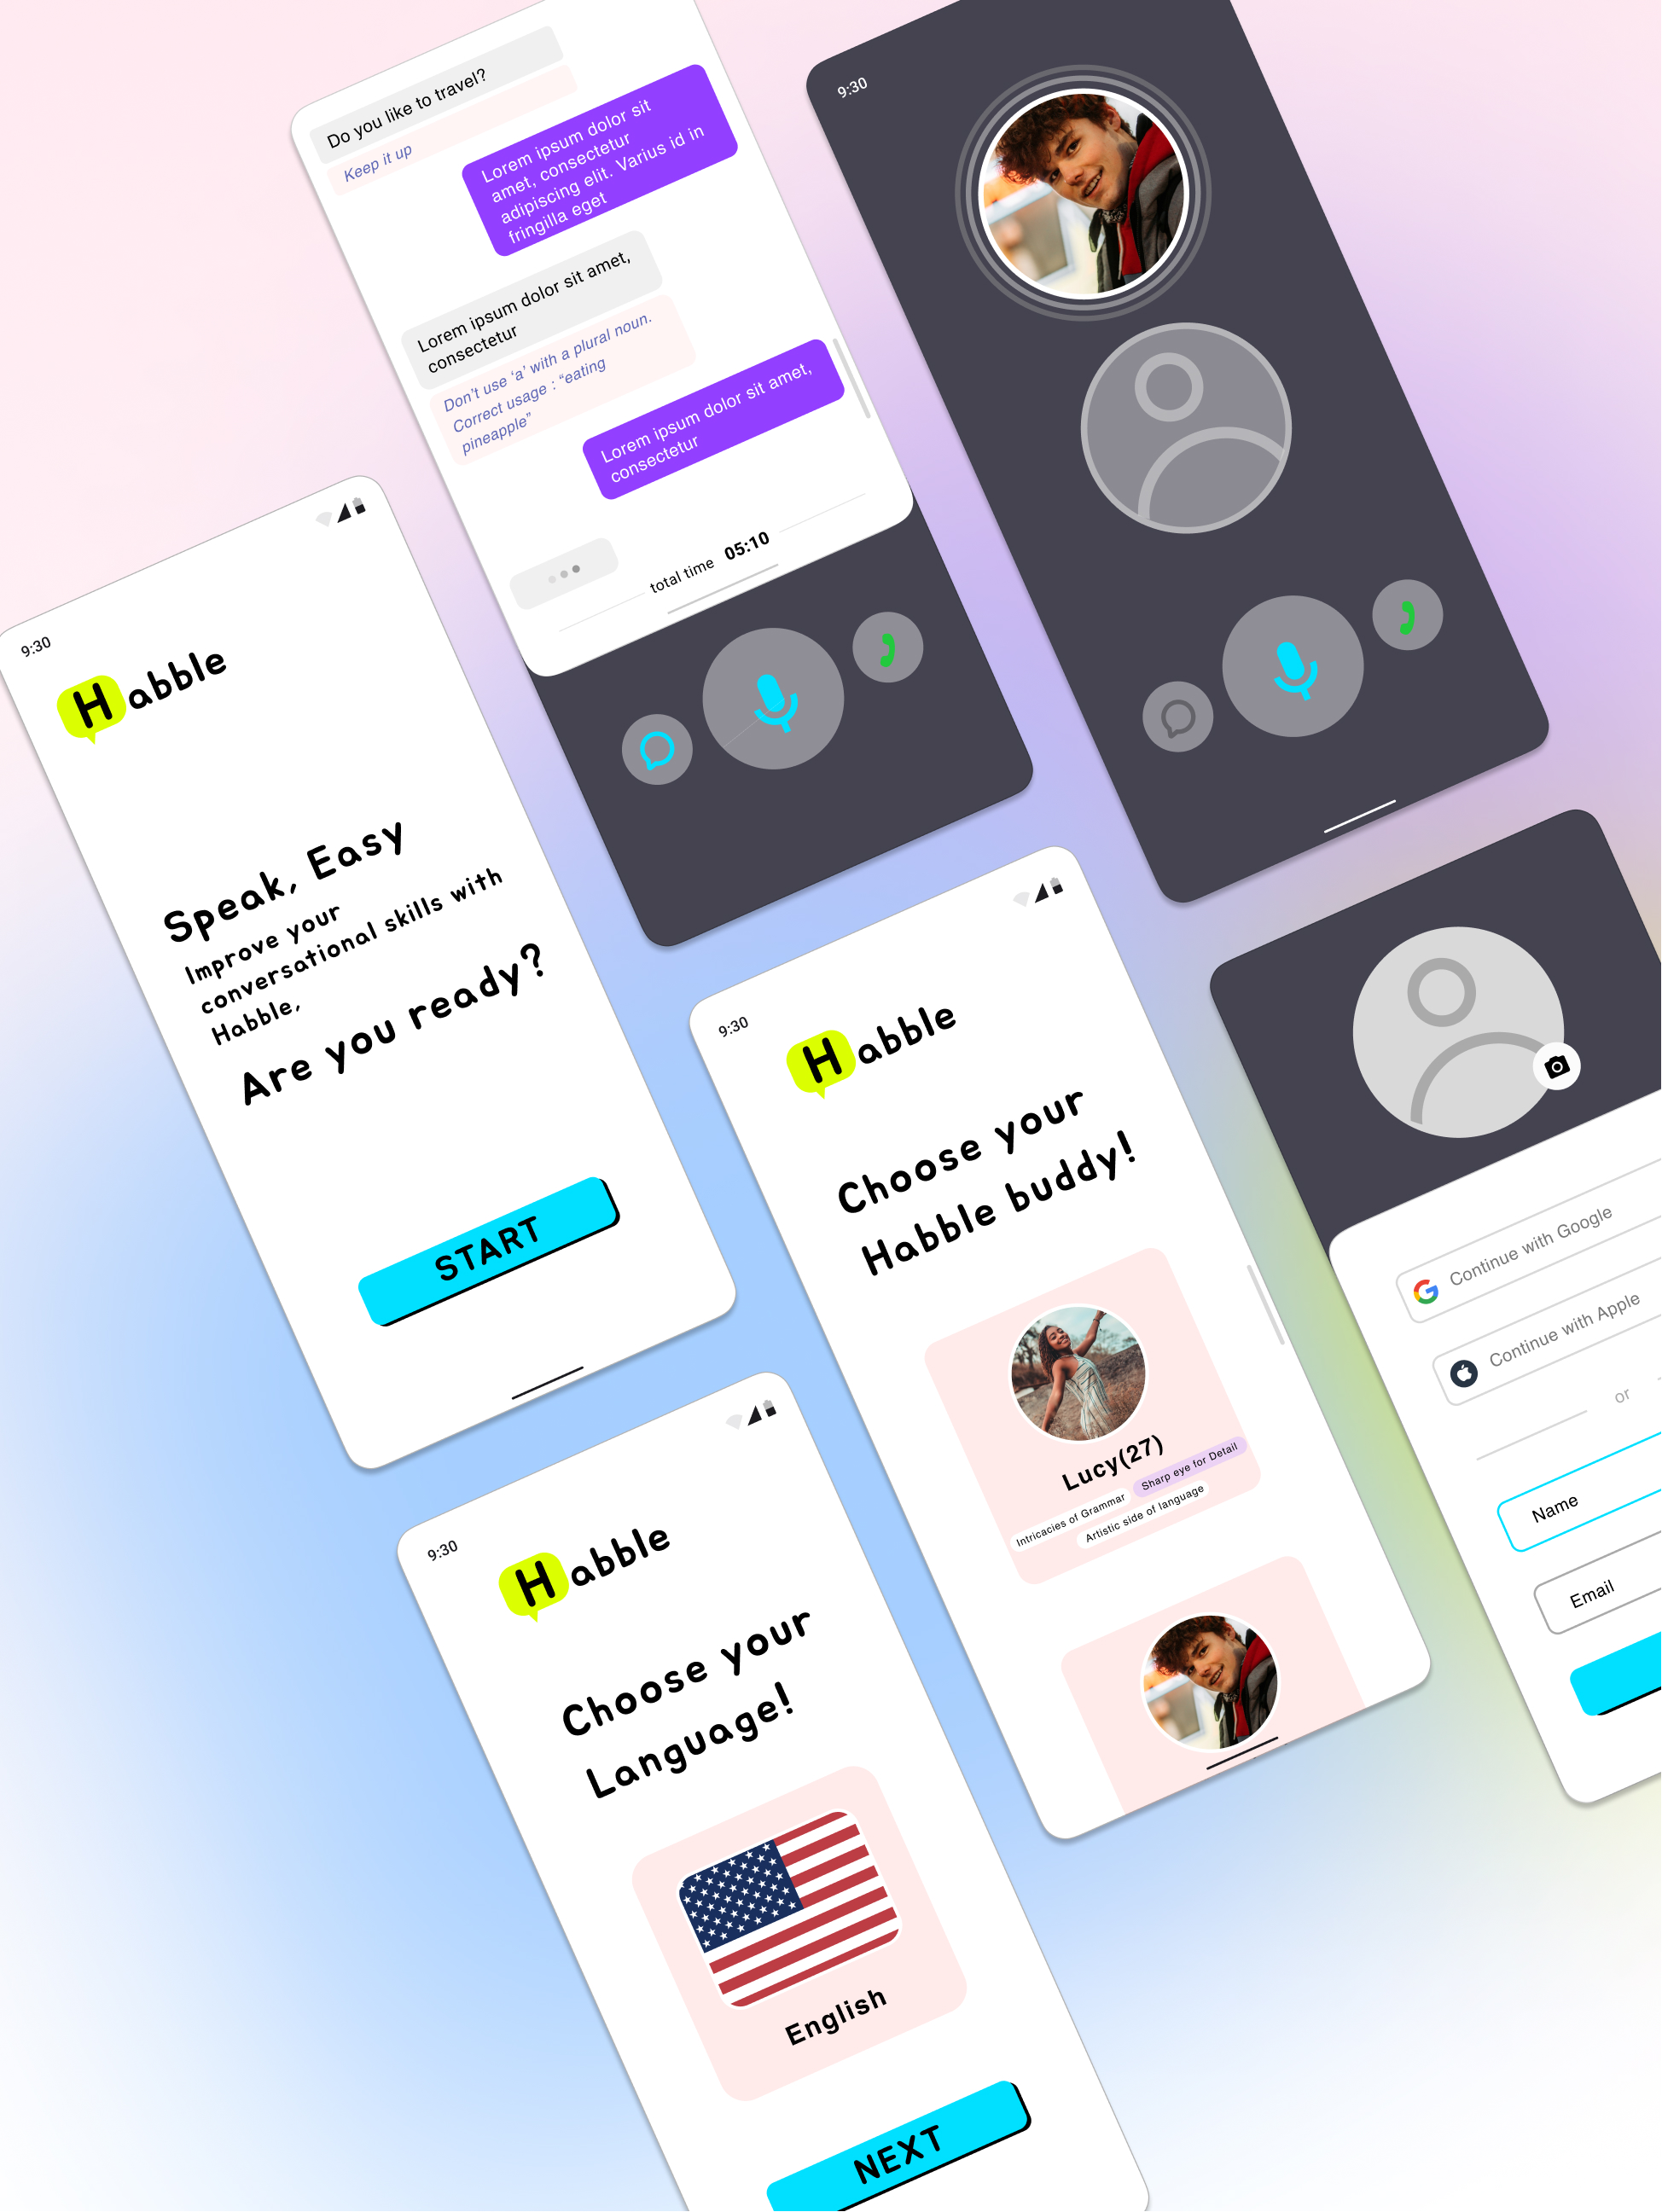 Do you like to travel?
Keep it up
Lorem ipsum dolor sit
amet, consectetur
adipiscing elit. Varius id in
fringilla eget
Lorem ipsum dolor sit amet,
consectetur
Don't use ‘a’ with a plural noun.
Correct usage : “eating
pineapple”
Lorem ipsum dolor sit amet,
consectetur
total time 05:10
9:30
9:30
Habble
Speak, Easy
Improve your
conversational skills with
Habble,
Are you ready?
START
9:30
Habble
Choose your
Habble buddy!
Lucy(27)
Intricacies of Grammar
Sharp eye for Detail
Artistic side of language
Continue with Google
Continue with Apple
or
Name
Email
9:30
Habble
Choose your
Language!
English
NEXT